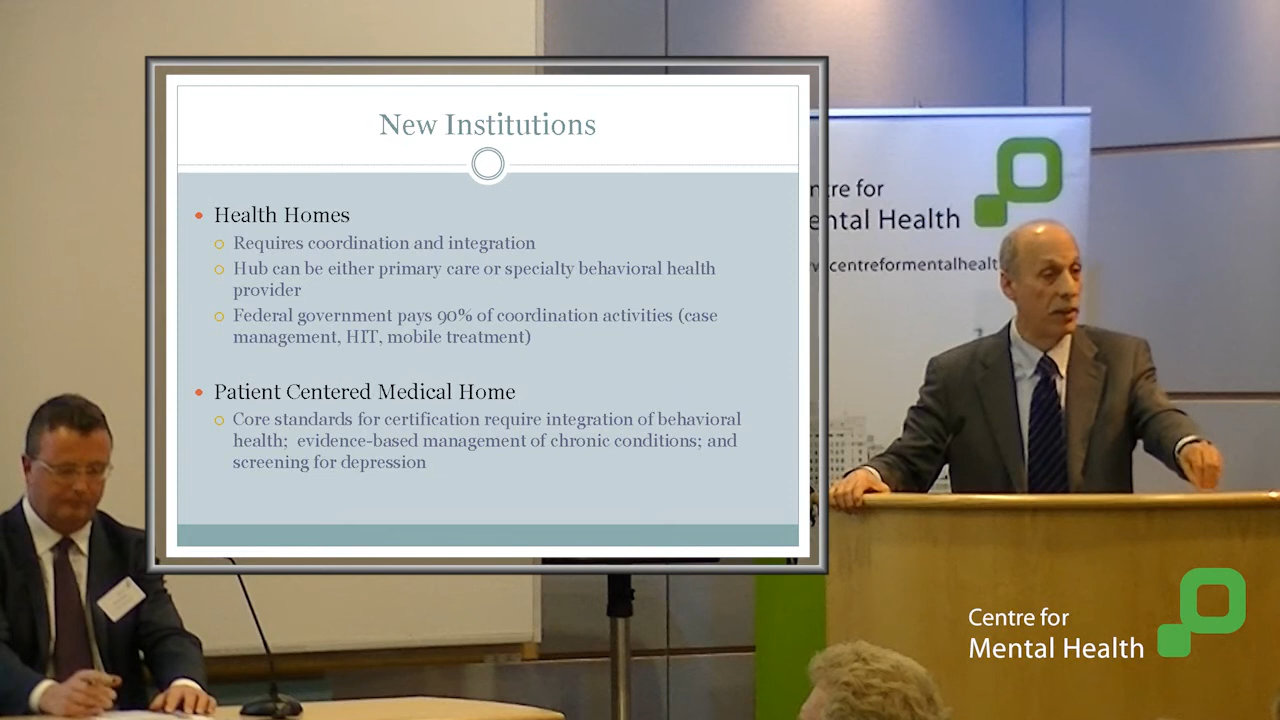 New Institutions
Health Homes
Requires coordination and integration
Hub can be either primary care or specialty behavioral health
provider
Federal government pays 90% of coordination activities (case
management, HIT, mobile treatment)
Patient Centered Medical Home
Core standards for certification require integration of behavioral
health;  evidence-based management of chronic conditions; and
screening for depression
ntre for
ental Health
centreformentalhealt
Centre for
Mental Health